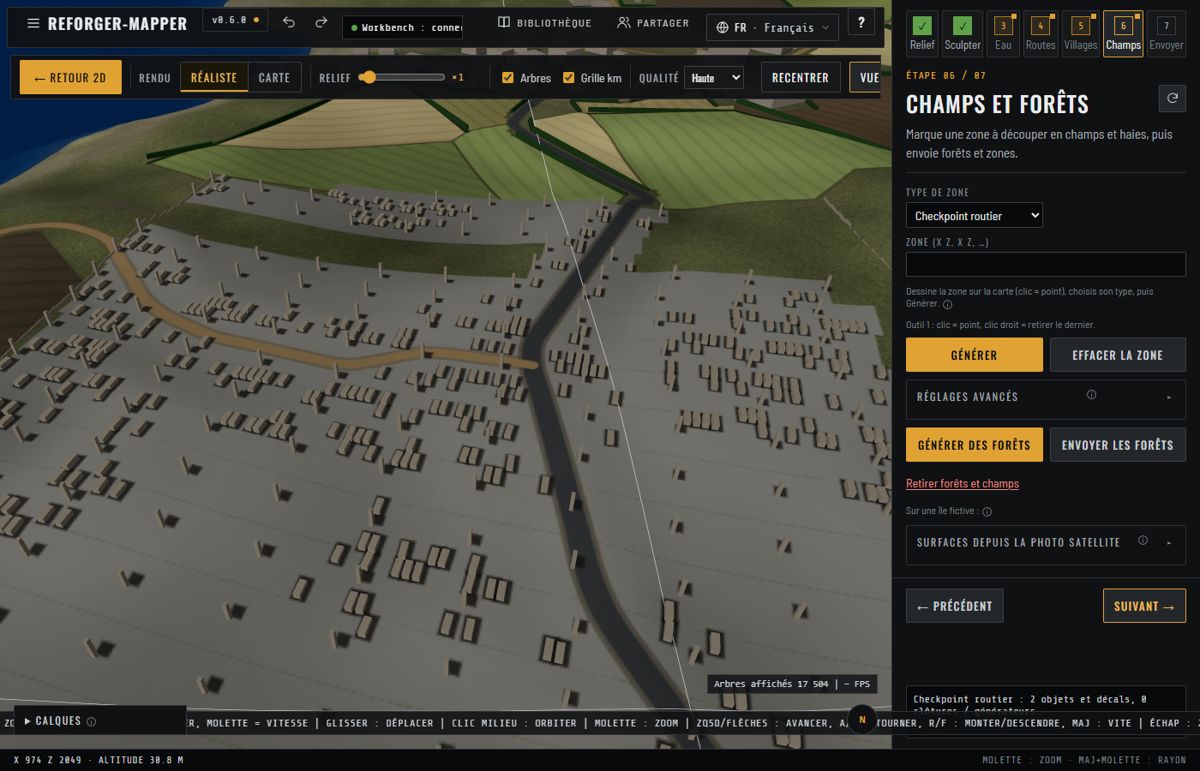 REFORGER-MAPPER
v0.5.0
Workbench : conne
BIBLIOTHÈQUE
PARTAGER
FR · Français
?
← RETOUR 2D
RENDU
RÉALISTE
CARTE
RELIEF
×1
Arbres
Grille km
QUALITÉ
Haute
RECENTRER
VUE
✓ Relief
✓ Sculpter
3 Eau
4 Routes
5 Villages
6 Champs
7 Envoyer
ÉTAPE 06 / 07
CHAMPS ET FORÊTS
Marque une zone à découper en champs et haies, puis
envoie forêts et zones.
TYPE DE ZONE
Checkpoint routier
ZONE (X Z, X Z, …)
Dessine la zone sur la carte (clic = point), choisis son type, puis
Générer.
Outil 1 : clic = point, clic droit = retirer le dernier.
GÉNÉRER
EFFACER LA ZONE
RÉGLAGES AVANCÉS
GÉNÉRER DES FORÊTS
ENVOYER LES FORÊTS
Retirer forêts et champs
Sur une île fictive :
SURFACES DEPUIS LA PHOTO SATELLITE
← PRÉCÉDENT
SUIVANT →
Arbres affichés 17 504 | – FPS
Checkpoint routier : 2 objets et décals, 0
CALQUES
R, MOLETTE = VITESSE | GLISSER : DÉPLACER | CLIC MILIEU : ORBITER | MOLETTE : ZOOM | ZQSD/FLÈCHES : AVANCER, A/
N
TOURNER, R/F : MONTER/DESCENDRE, MAJ : VITE | ÉCHAP :
X 974 Z 2049 · ALTITUDE 30.8 M
MOLETTE : ZOOM · MAJ+MOLETTE : RAYON